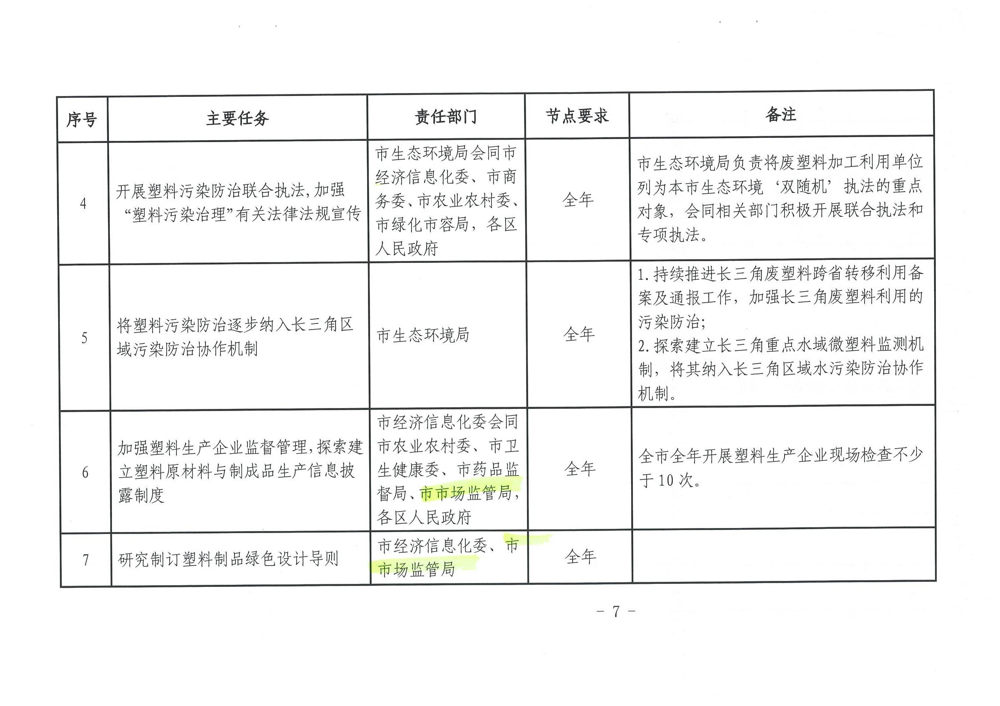 序号
主要任务
责任部门
节点要求
备注
4
开展塑料污染防治联合执法,加强
“塑料污染治理”有关法律法规宣传
市生态环境局会同市
经济信息化委、市商
务委、市农业农村委、
市绿化市容局，各区
人民政府
全年
市生态环境局负责将废塑料加工利用单位
列为本市生态环境‘双随机’执法的重点
对象，会同相关部门积极开展联合执法和
专项执法。
5
将塑料污染防治逐步纳入长三角区
域污染防治协作机制
市生态环境局
全年
1.持续推进长三角废塑料跨省转移利用备
案及通报工作，加强长三角废塑料利用的
污染防治;
2.探索建立长三角重点水域微塑料监测机
制，将其纳入长三角区域水污染防治协作
机制。
6
加强塑料生产企业监督管理,探索建
立塑料原材料与制成品生产信息披
露制度
市经济信息化委会同
市农业农村委、市卫
生健康委、市药品监
督局、市市场监管局，
各区人民政府
全年
全市全年开展塑料生产企业现场检查不少
于 10 次。
7
研究制订塑料制品绿色设计导则
市经济信息化委、市
市场监管局
全年
- 7 -